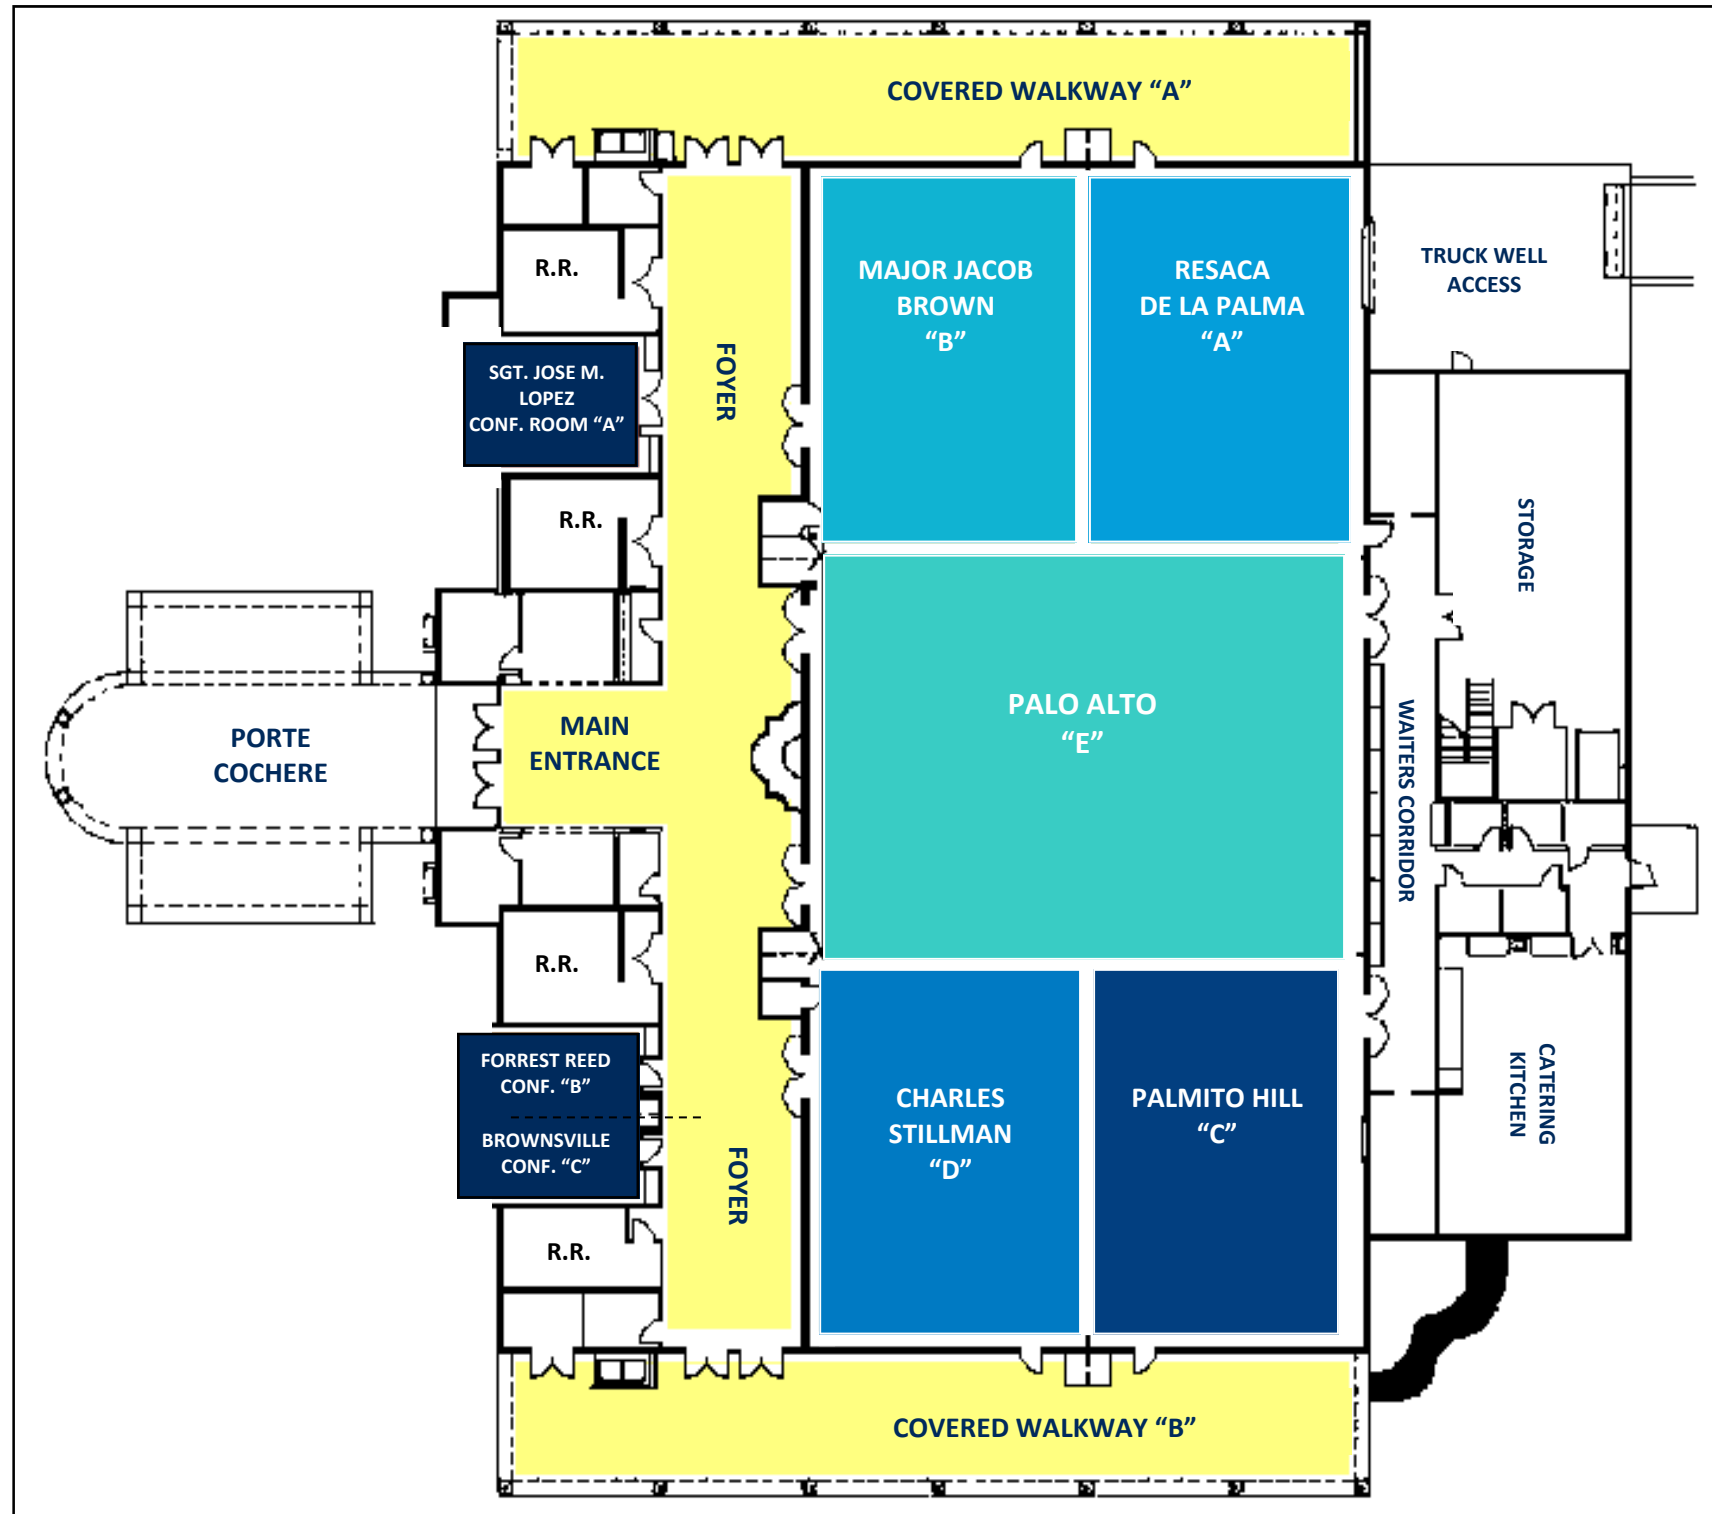 COVERED WALKWAY “A”
MAJOR JACOB
BROWN
“B”
RESACA
DE LA PALMA
“A”
TRUCK WELL
ACCESS
R.R.
SGT. JOSE M.
LOPEZ
CONF. ROOM “A”
FOYER
R.R.
STORAGE
PALO ALTO
“E”
PORTE
COCHERE
MAIN
ENTRANCE
WAITERS CORRIDOR
R.R.
FORREST REED
CONF. “B”
BROWNSVILLE
CONF. “C”
FOYER
CHARLES
STILLMAN
“D”
PALMITO HILL
“C”
CATERING
KITCHEN
R.R.
COVERED WALKWAY “B”